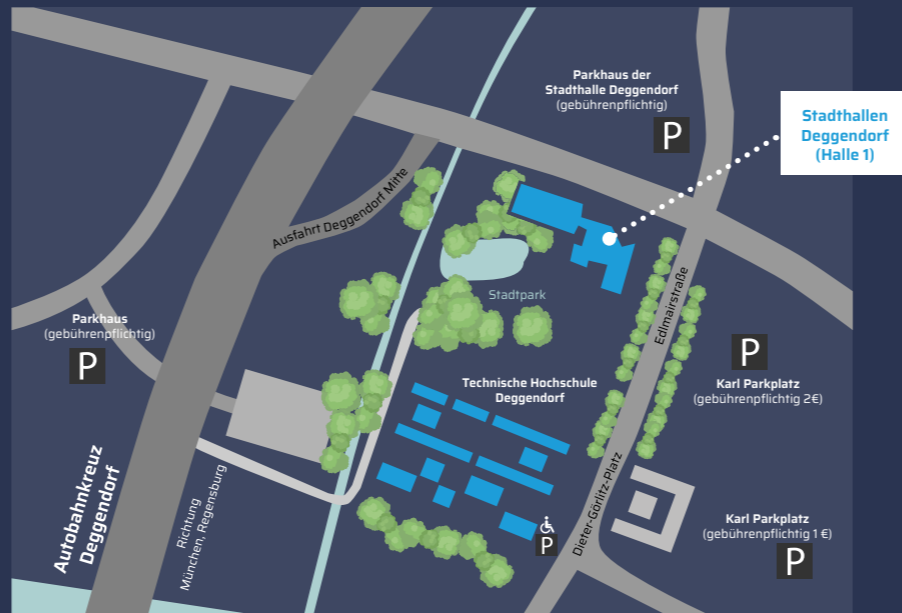 Parkhaus der
Stadthalle Deggendorf
(gebührenpflichtig)
P
Stadthallen
Deggendorf
(Halle 1)
Ausfahrt Deggendorf Mitte
Stadtpark
Edlmairstraße
Parkhaus
(gebührenpflichtig)
P
P
Karl Parkplatz
(gebührenpflichtig 2€)
Technische Hochschule
Deggendorf
Autobahnkreuz
Deggendorf
Richtung
München, Regensburg
Dieter-Görlitz-Platz
P
Karl Parkplatz
(gebührenpflichtig 1 €)
P